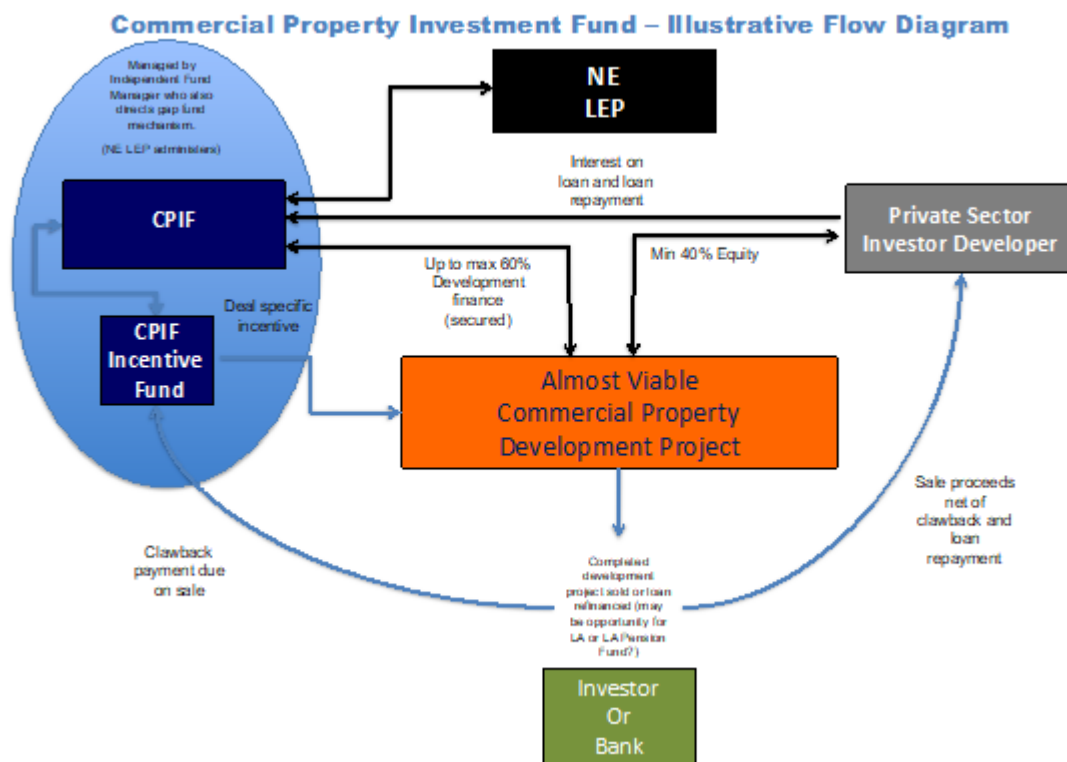 Commercial Property Investment Fund – Illustrative Flow Diagram
Managed by
Independent Fund
Manager who also
directs gap fund
mechanism.
(NE LEP administers)
NE
LEP
Interest on
loan and loan
repayment
CPIF
Private Sector
Investor Developer
Up to max 60%
Development
finance
(secured)
Min 40% Equity
Deal specific
incentive
CPIF
Incentive
Fund
Almost Viable
Commercial Property
Development Project
Sale proceeds
net of
clawback and
loan
repayment
Clawback
payment due
on sale
Completed
development
project sold or loan
refinanced (may
be opportunity for
LA or LA Pension
Fund?)
Investor
Or
Bank